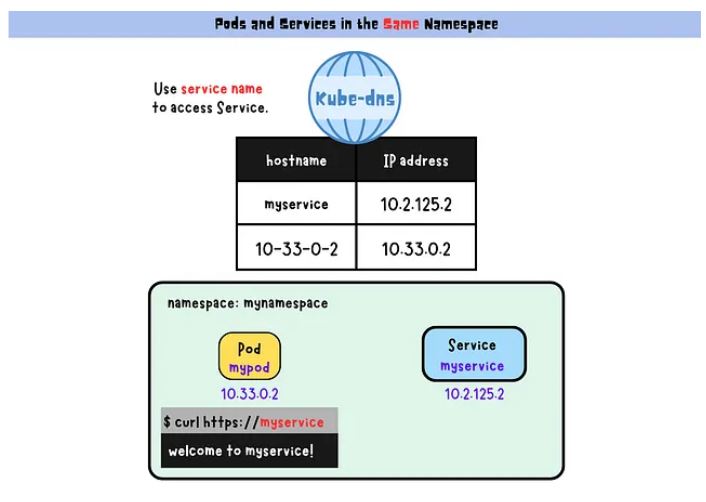 Pods and Services in the Same Namespace
Use service name
to access Service.
Kube-dns
hostname IP address
myservice 10.2.125.2
10-33-0-2 10.33.0.2
namespace: mynamespace
Pod
mypod
10.33.0.2
Service
myservice
10.2.125.2
$ curl https://myservice
welcome to myservice!